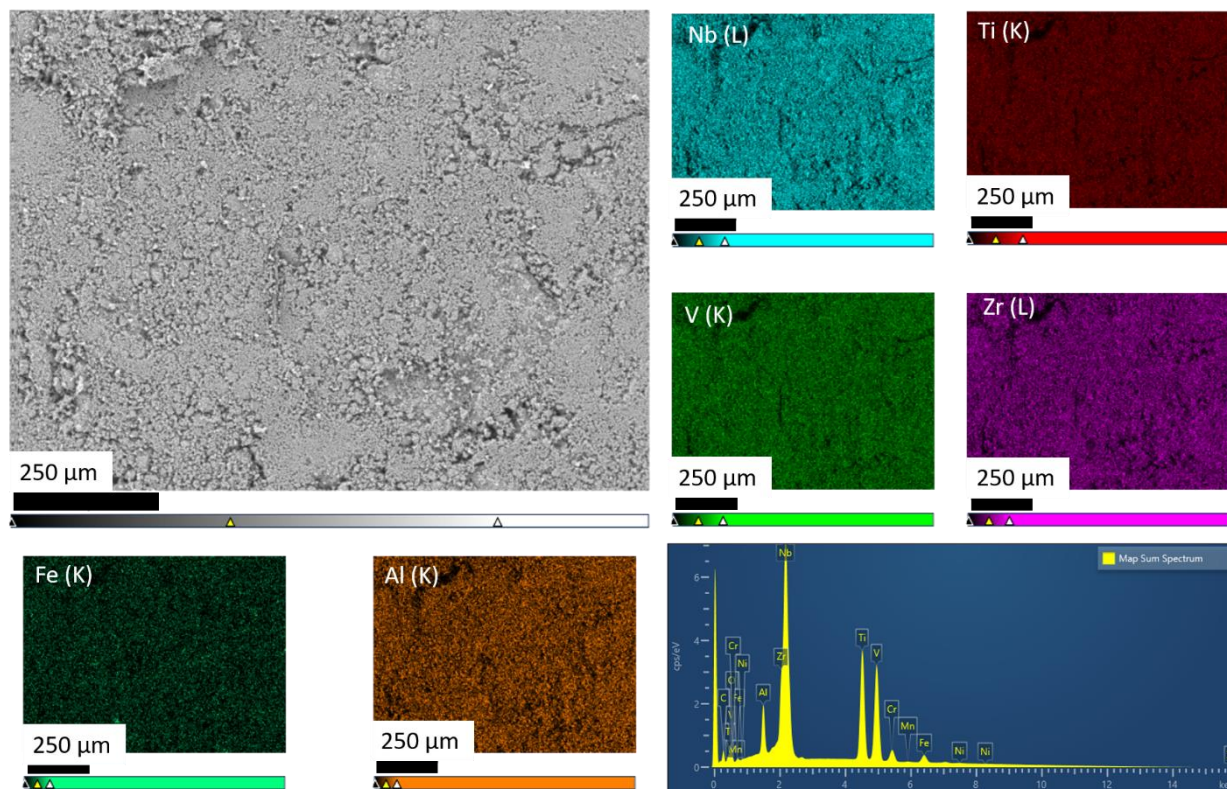 250 µm
Nb (L)
250 µm
Ti (K)
250 µm
V (K)
250 µm
Zr (L)
250 µm
Fe (K)
250 µm
Al (K)
250 µm
Map Sum Spectrum
cps/eV
6
4
2
0
Nb
Cr
Zr
Ni
Ti
V
C
Al
Cr
Mn
Fe
Ni
Ni
Mn
0
2
4
6
8
10
12
14